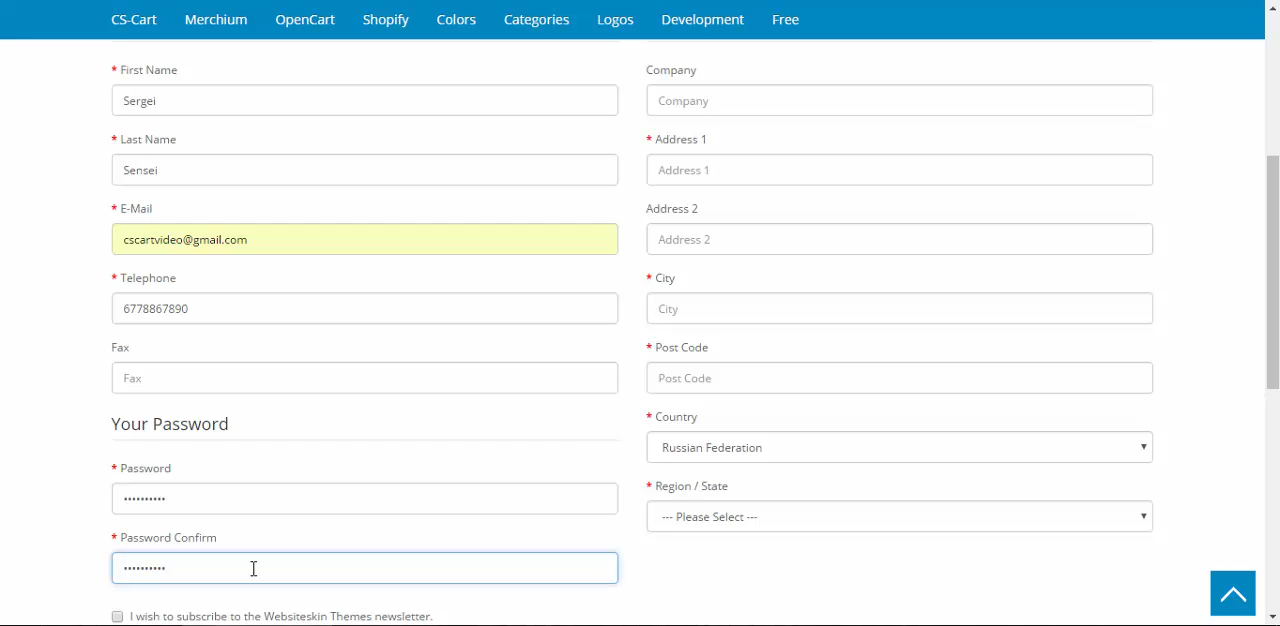 CS-Cart Merchium OpenCart Shopify Colors Categories Logos Development Free
* First Name
Sergei
* Last Name
Sensei
* E-Mail
cscartvideo@gmail.com
* Telephone
6778867890
Fax
Fax
Your Password
* Password
••••••••••
* Password Confirm
••••••••••
I wish to subscribe to the Websiteskin Themes newsletter.
Company
Company
* Address 1
Address 1
Address 2
Address 2
* City
City
* Post Code
Post Code
* Country
Russian Federation
* Region / State
--- Please Select ---